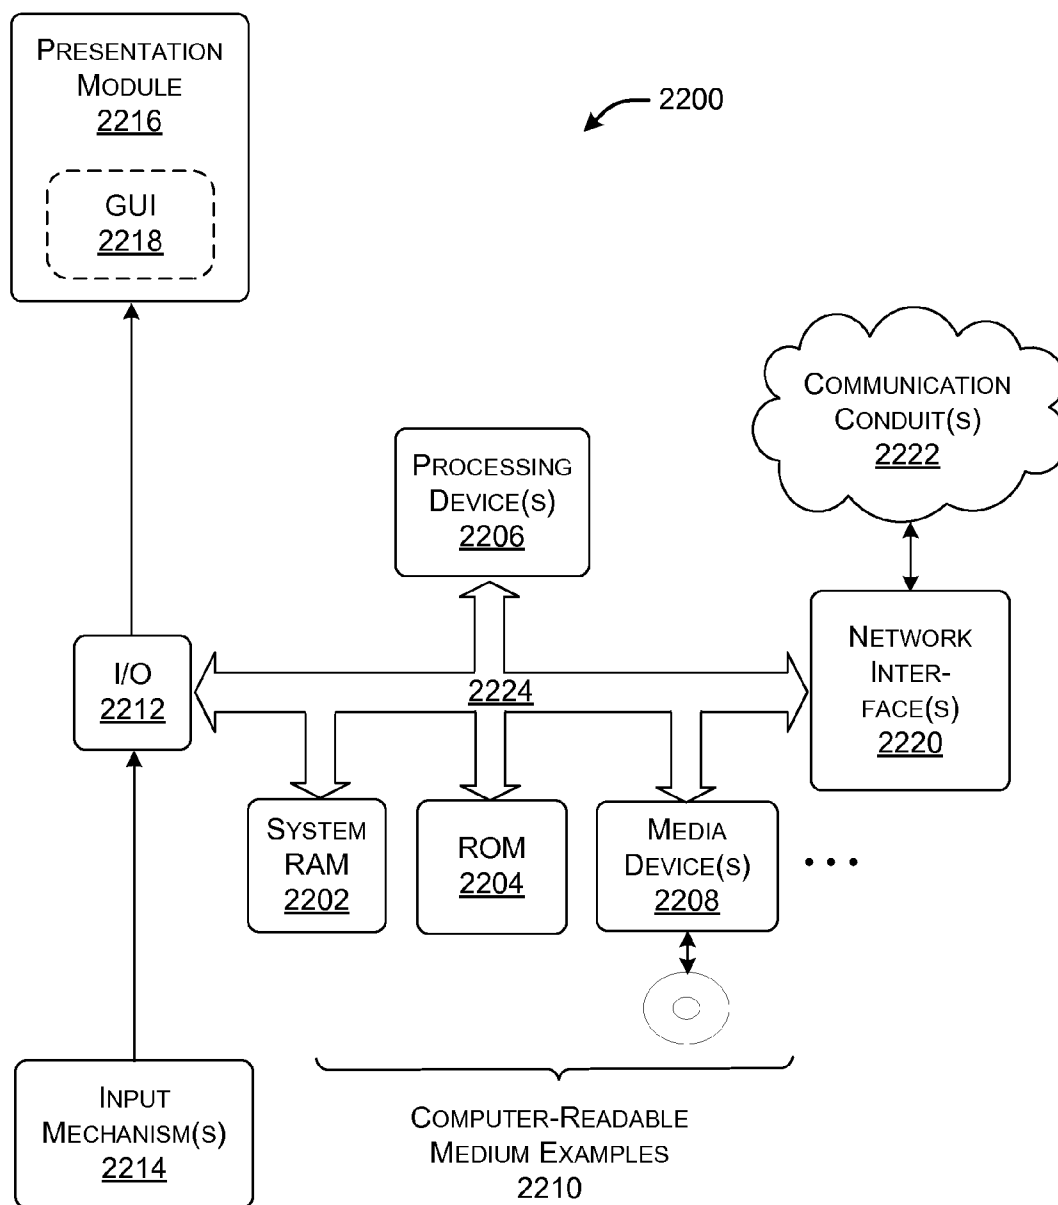 PRESENTATION
MODULE
2216
GUI
2218
2200
COMMUNICATION
CONDUIT(S)
2222
PROCESSING
DEVICE(S)
2206
I/O
2212
2224
NETWORK
INTER-
FACE(S)
2220
SYSTEM
RAM
2202
ROM
2204
MEDIA
DEVICE(S)
2208
INPUT
MECHANISM(S)
2214
COMPUTER-READABLE
MEDIUM EXAMPLES
2210